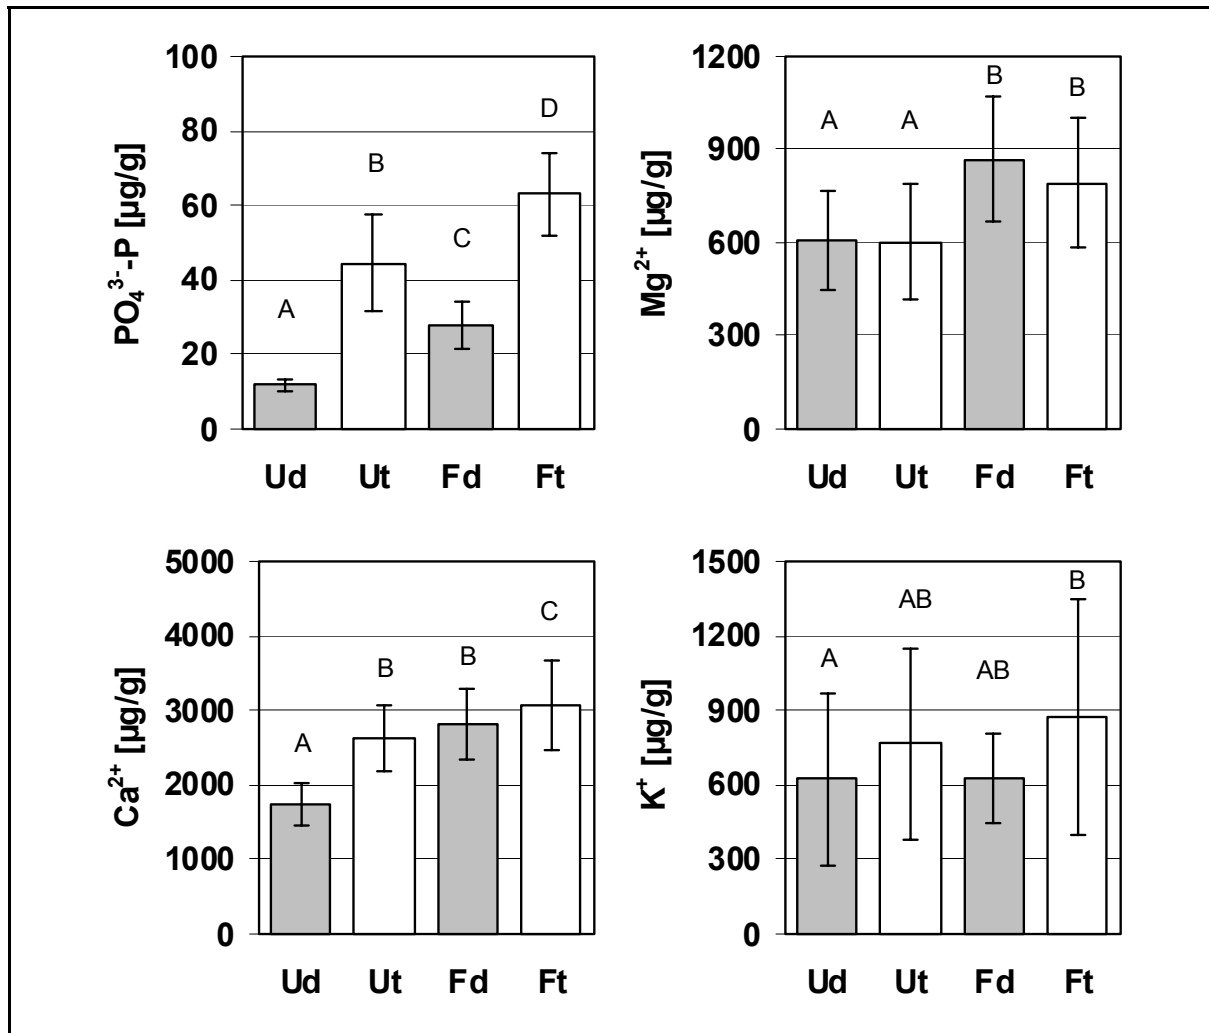 PO₄³⁻-P [µg/g]
100
80
60
40
20
0
A
B
C
D
Ud Ut Fd Ft
Mg²⁺ [µg/g]
1200
900
600
300
0
A
A
B
B
Ud Ut Fd Ft
Ca²⁺ [µg/g]
5000
4000
3000
2000
1000
0
A
B
B
C
Ud Ut Fd Ft
K⁺ [µg/g]
1500
1200
900
600
300
0
A
AB
AB
B
Ud Ut Fd Ft